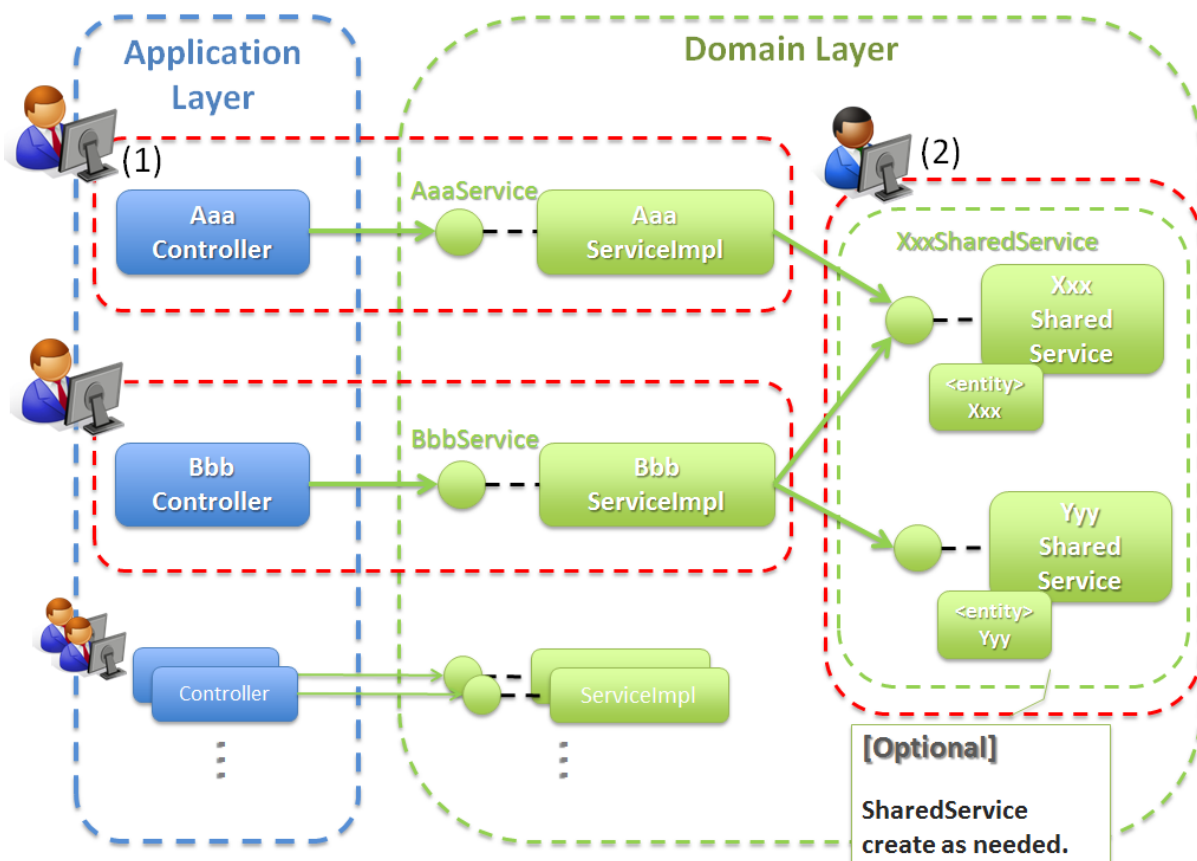 Application
Layer
Domain Layer
(1)
(2)
AaaService
Aaa
Controller
Aaa
ServiceImpl
XxxSharedService
Xxx
Shared
Service
<entity>
Xxx
BbbService
Bbb
Controller
Bbb
ServiceImpl
Yyy
Shared
Service
<entity>
Yyy
Controller
ServiceImpl
[Optional]
SharedService
create as needed.